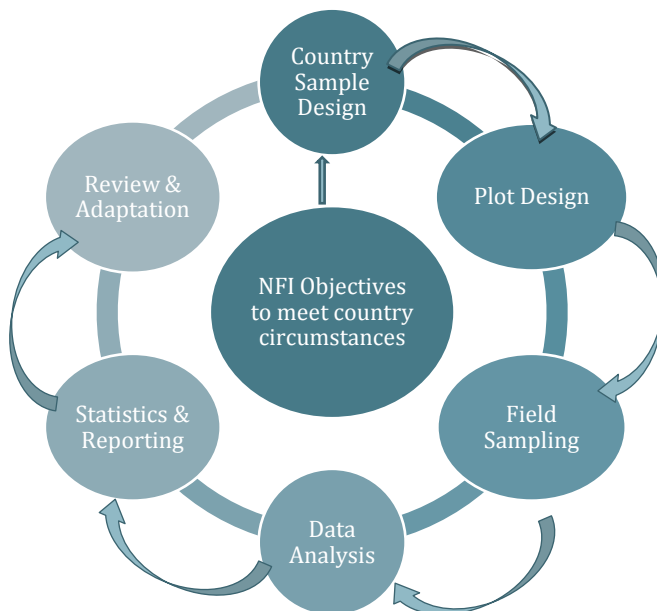 Country
Sample
Design
Plot Design
Field
Sampling
Data
Analysis
Statistics &
Reporting
Review &
Adaptation
NFI Objectives
to meet country
circumstances